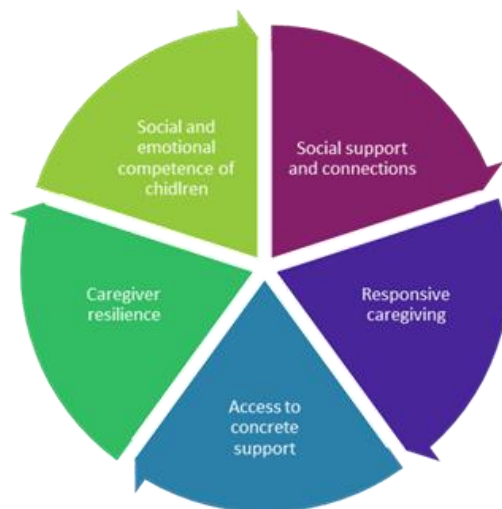 Social and
emotional
competence of
chidlren
Social support
and connections
Caregiver
resilience
Responsive
caregiving
Access to
concrete
support